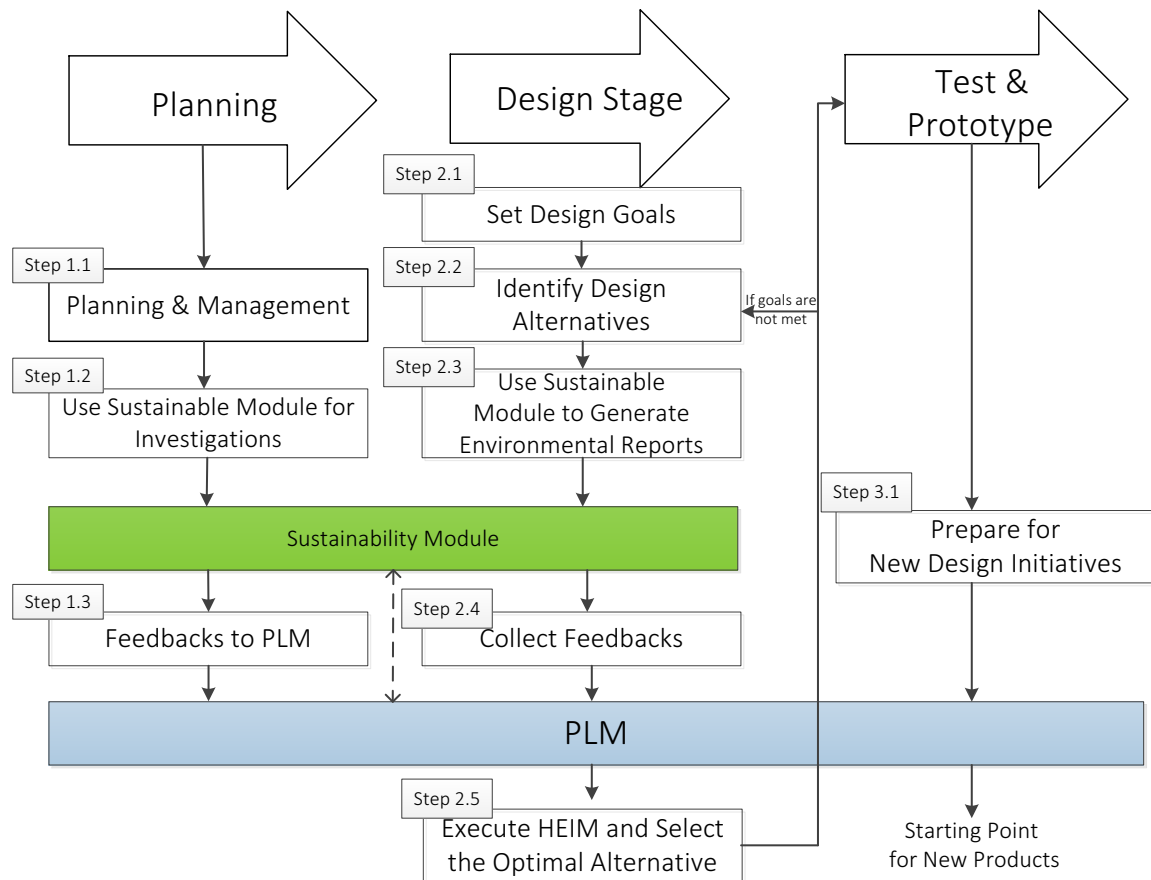 Planning
Design Stage
Test &
Prototype
Step 1.1
Planning & Management
Step 1.2
Use Sustainable Module for
Investigations
Step 2.1
Set Design Goals
Step 2.2
Identify Design
Alternatives
If goals are
not met
Step 2.3
Use Sustainable
Module to Generate
Environmental Reports
Sustainability Module
Step 1.3
Feedbacks to PLM
Step 2.4
Collect Feedbacks
Step 3.1
Prepare for
New Design Initiatives
PLM
Step 2.5
Execute HEIM and Select
the Optimal Alternative
Starting Point
for New Products